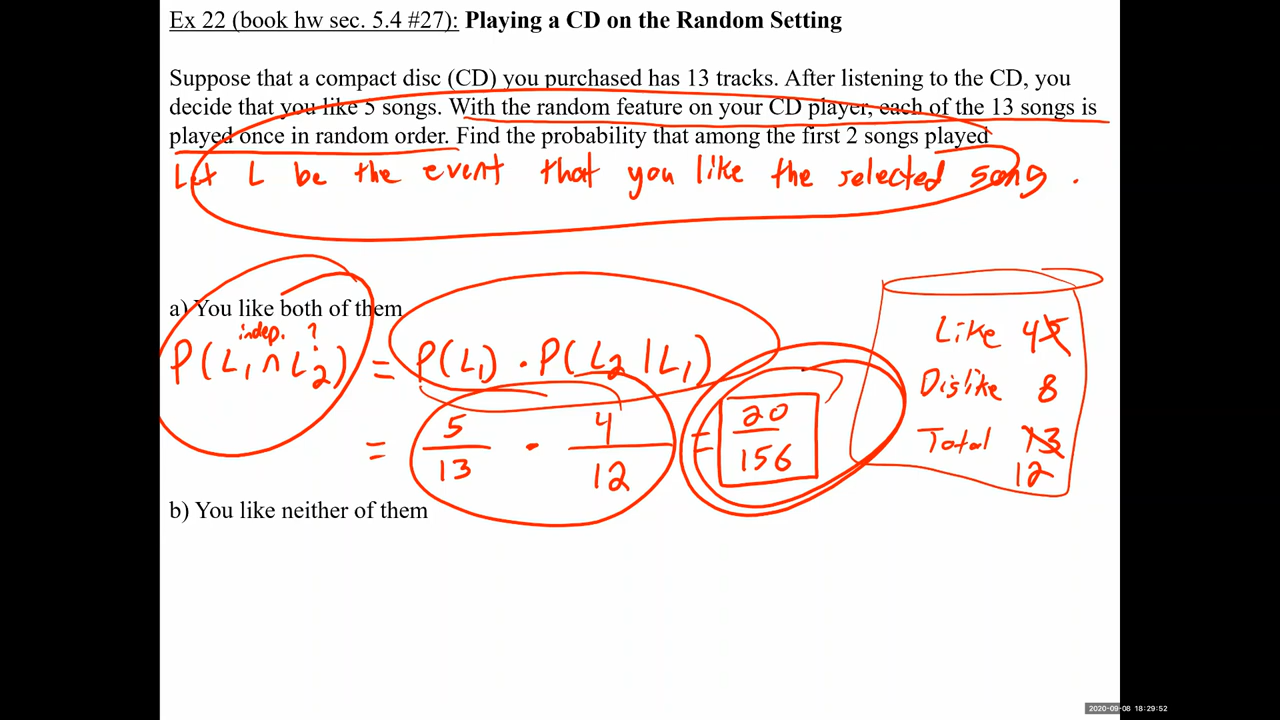 Ex 22 (book hw sec. 5.4 #27): Playing a CD on the Random Setting
Suppose that a compact disc (CD) you purchased has 13 tracks. After listening to the CD, you
decide that you like 5 songs. With the random feature on your CD player, each of the 13 songs is
played once in random order. Find the probability that among the first 2 songs played
Let L be the event that you like the selected song.
a) You like both of them
indep. ?
P(L₁ ∩ L₂) = P(L₁) · P(L₂ | L₁)
= 5/13 · 4/12 = 20/156
Like 4 5
Dislike 8
Total 13
12
b) You like neither of them
2020-09-08 18:29:52